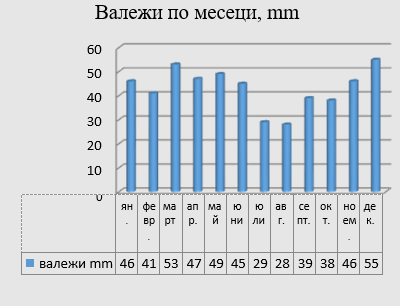 Валежи по месеци, mm
60
50
40
30
20
10
0
ян. февр. март апр. май юни юли авг. септ. окт. ноем. дек.
валежи mm 46 41 53 47 49 45 29 28 39 38 46 55